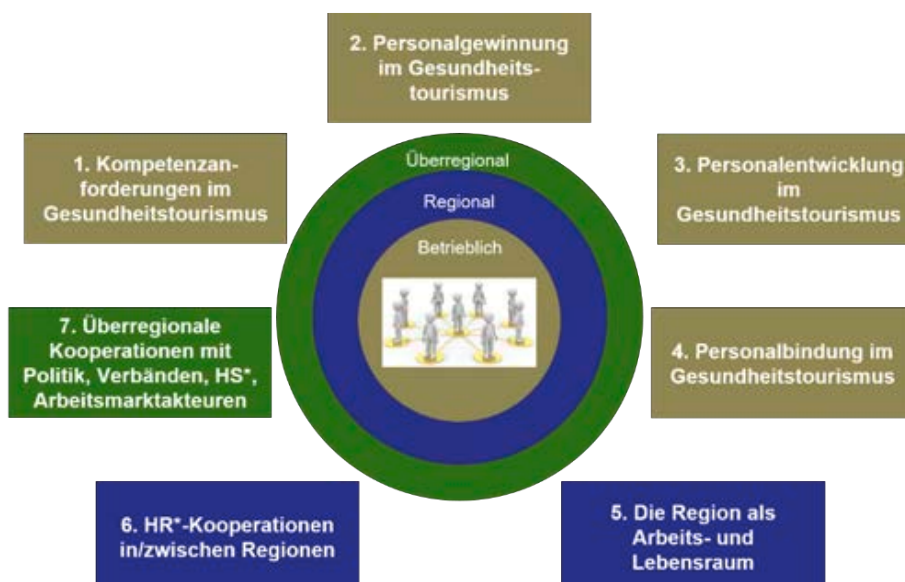 2. Personalgewinnung
im Gesundheits-
tourismus
1. Kompetenzan-
forderungen im
Gesundheitstourismus
Überregional
Regional
Betrieblich
3. Personalentwicklung
im
Gesundheitstourismus
7. Überregionale
Kooperationen mit
Politik, Verbänden, HS*,
Arbeitsmarktakteuren
4. Personalbindung im
Gesundheitstourismus
6. HR*-Kooperationen
in/zwischen Regionen
5. Die Region als
Arbeits- und
Lebensraum